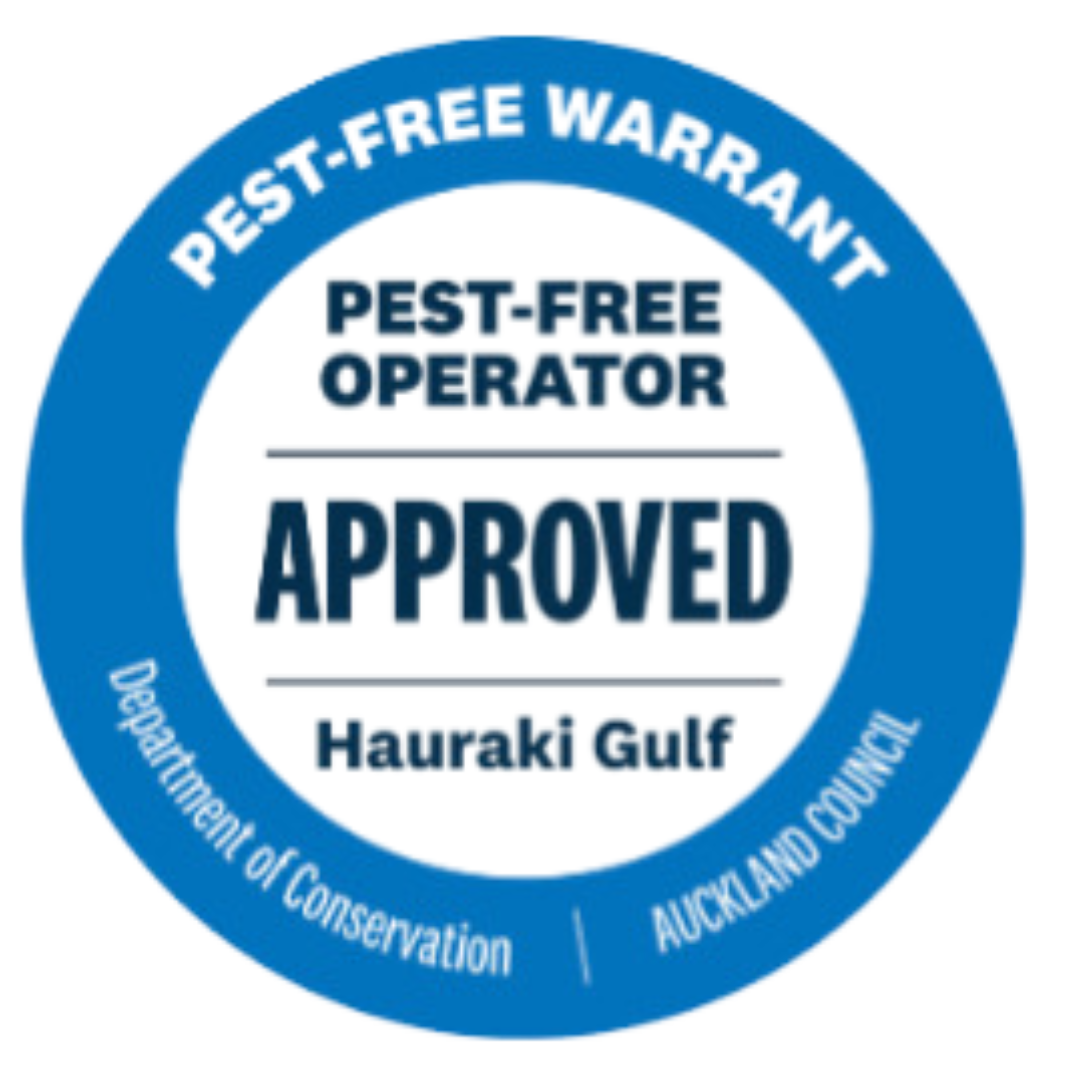 PEST-FREE WARRANT
PEST-FREE
OPERATOR
APPROVED
Hauraki Gulf
Department of Conservation | AUCKLAND COUNCIL